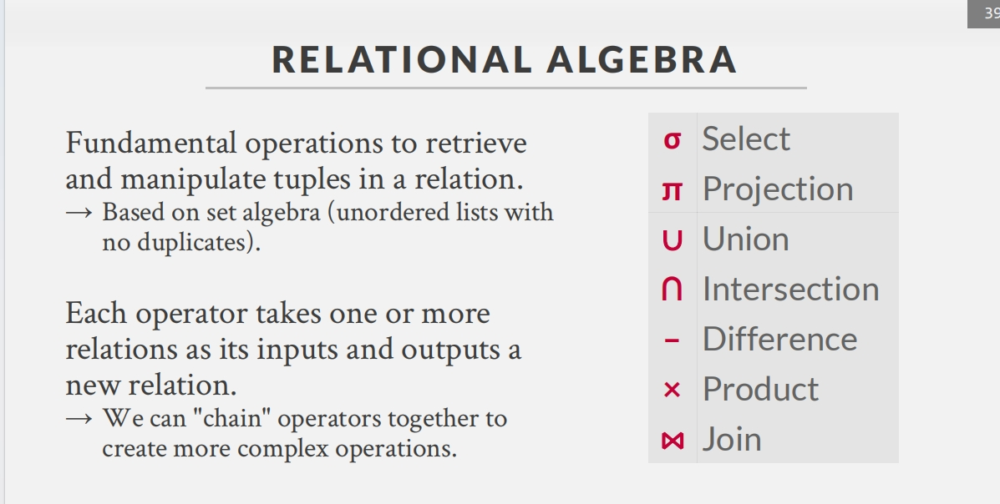 39
RELATIONAL ALGEBRA
Fundamental operations to retrieve
and manipulate tuples in a relation.
→ Based on set algebra (unordered lists with
no duplicates).
Each operator takes one or more
relations as its inputs and outputs a
new relation.
→ We can "chain" operators together to
create more complex operations.
σ Select
π Projection
∪ Union
∩ Intersection
– Difference
× Product
⋈ Join